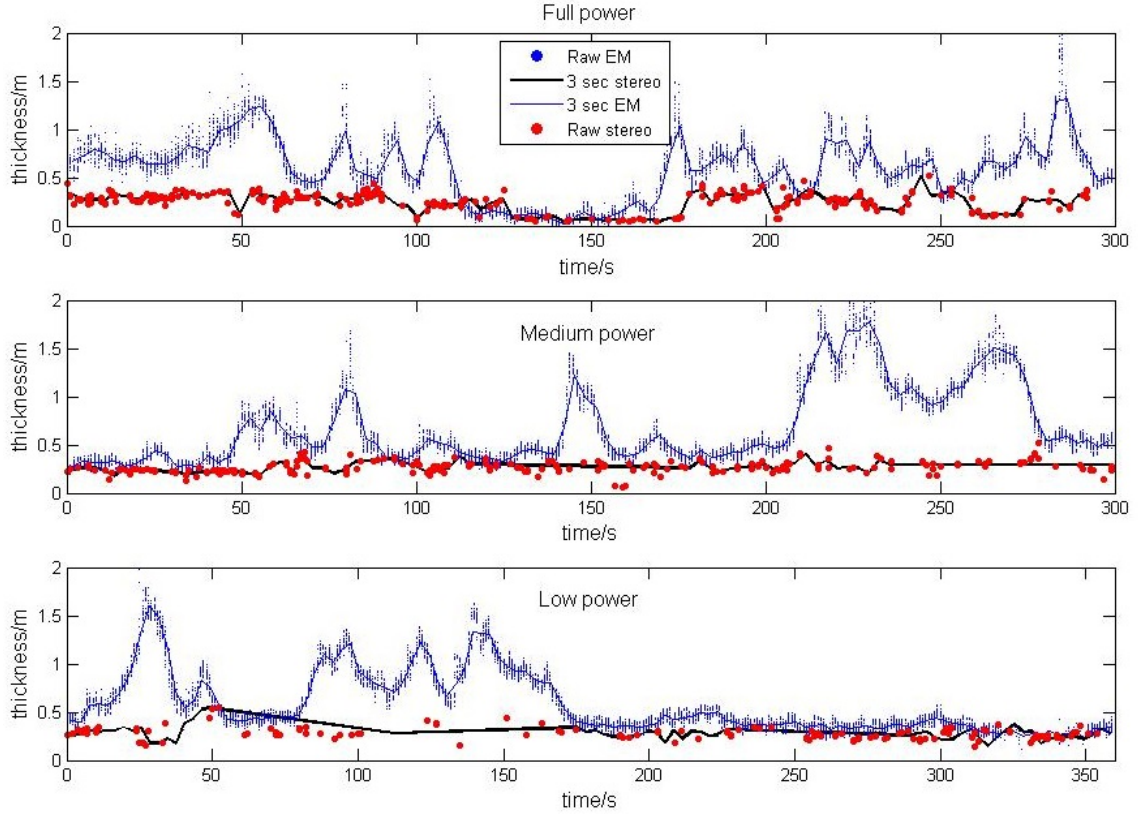 Full power
2
1.5
1
0.5
0
thickness/m
Raw EM
3 sec stereo
3 sec EM
Raw stereo
0 50 100 150 200 250 300
time/s
Medium power
2
1.5
1
0.5
0
thickness/m
0 50 100 150 200 250 300
time/s
Low power
2
1.5
1
0.5
0
thickness/m
0 50 100 150 200 250 300 350
time/s